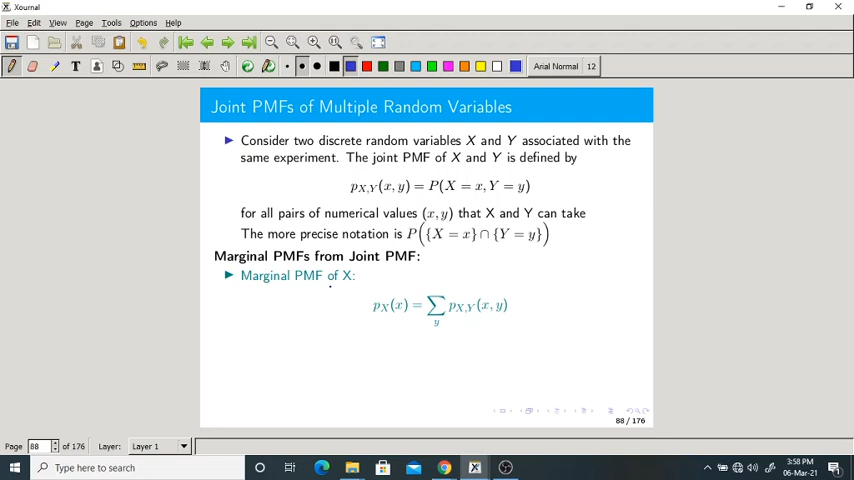 Xournal
File Edit View Page Tools Options Help
Arial Normal 12
Joint PMFs of Multiple Random Variables
Consider two discrete random variables X and Y associated with the
same experiment. The joint PMF of X and Y is defined by
p_{X,Y}(x, y) = P(X = x, Y = y)
for all pairs of numerical values (x, y) that X and Y can take
The more precise notation is P({X = x} ∩ {Y = y})
Marginal PMFs from Joint PMF:
Marginal PMF of X:
p_X(x) = ∑_y p_{X,Y}(x, y)
88 / 176
Page 88 of 176 Layer: Layer 1
Type here to search
3:58 PM
06-Mar-21